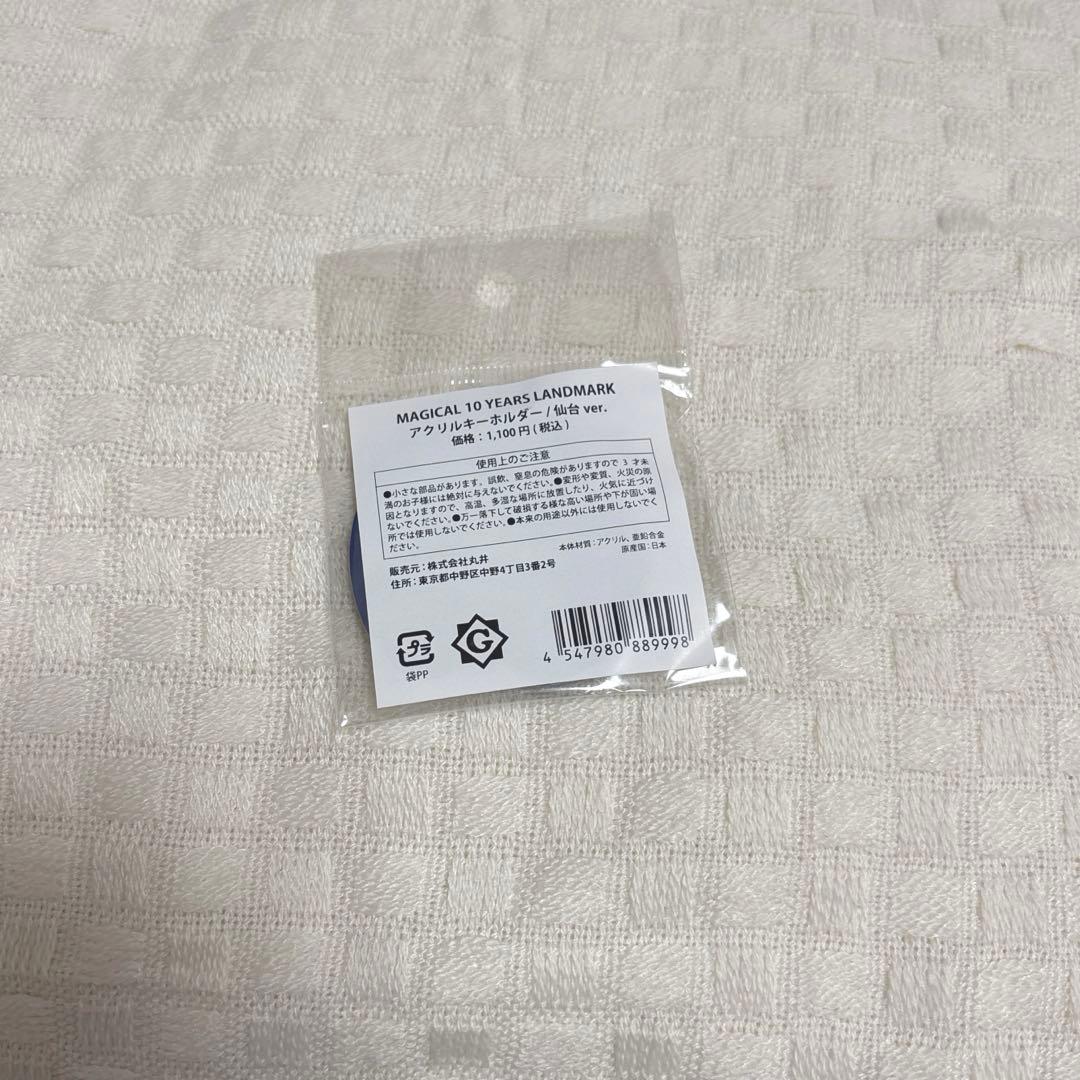 MAGICAL 10 YEARS LANDMARK
アクリルキーホルダー / 仙台 ver.
価格：1,100円(税込)
使用上のご注意
●小さな部品があります。誤飲、窒息の危険がありますので 3 才未
満のお子様には絶対に与えないでください。●変形や変質、火災の原
因となりますので、高温、多湿な場所に放置したり、火気に近づけ
ないでください。●万一落下して破損する様な高い場所や下が固い場
所では使用しないでください。●本来の用途以外には使用しないでく
ださい。
本体材質：アクリル、亜鉛合金
原産国：日本
販売元：株式会社丸井
住所：東京都中野区中野4丁目3番2号
プラ
袋PP
G
4 547980 889998